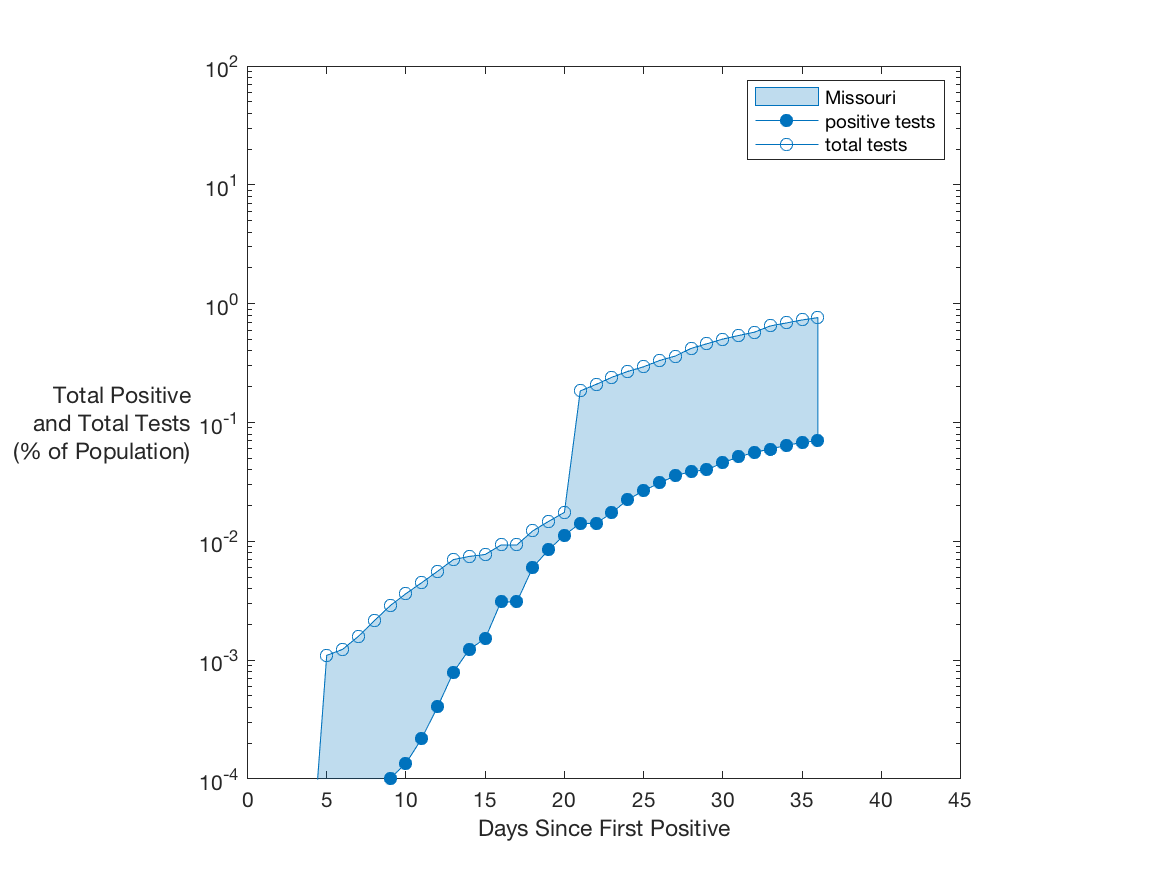 10^2
10^1
10^0
10^-1
10^-2
10^-3
10^-4
Missouri
positive tests
total tests
Total Positive
and Total Tests
(% of Population)
0 5 10 15 20 25 30 35 40 45
Days Since First Positive